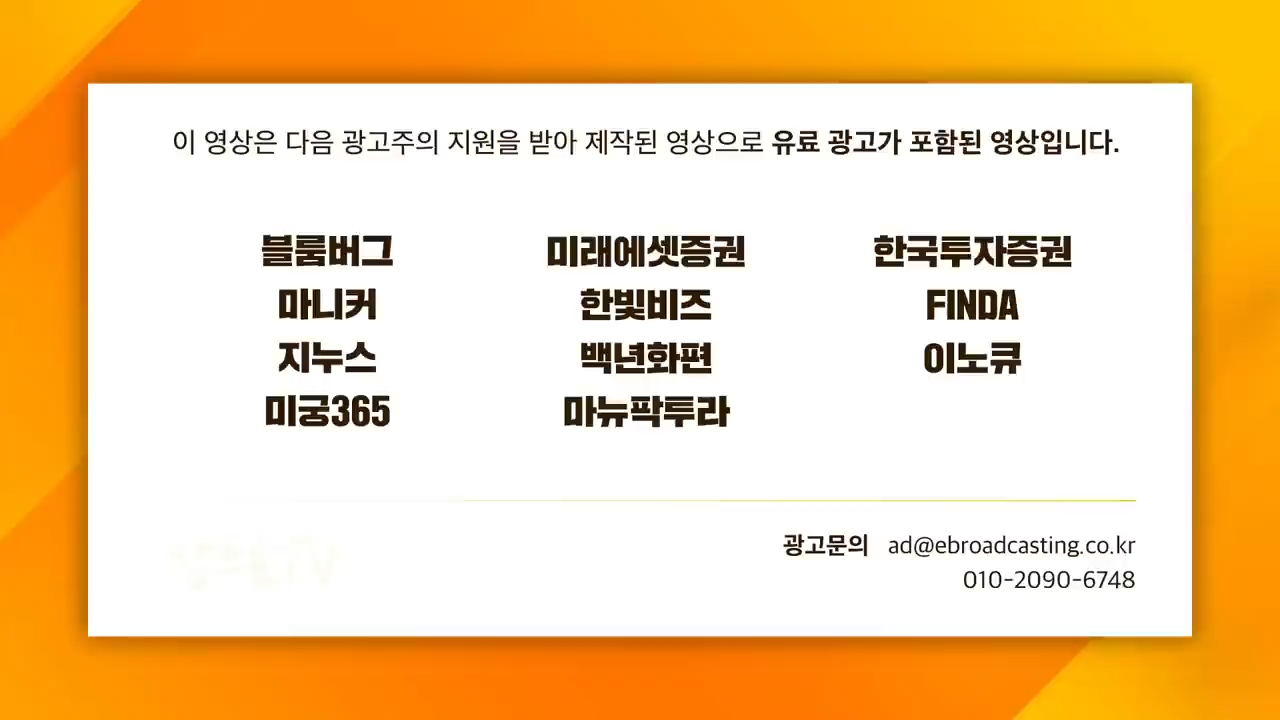 이 영상은 다음 광고주의 지원을 받아 제작된 영상으로 유료 광고가 포함된 영상입니다.
블룸버그 미래에셋증권 한국투자증권
마니커 한빛비즈 FINDA
지누스 백년화편 이노큐
미궁365 마뉴팍투라
광고문의 ad@ebroadcasting.co.kr
010-2090-6748